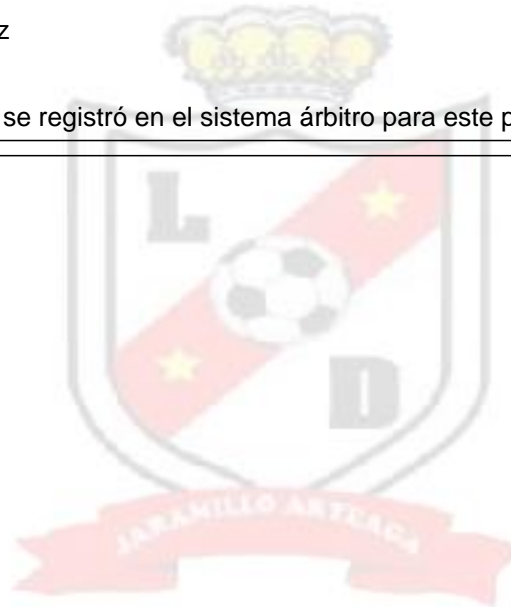 z
se registró en el sistema árbitro para este p
L
D
JARAMILLO ARTEAGA